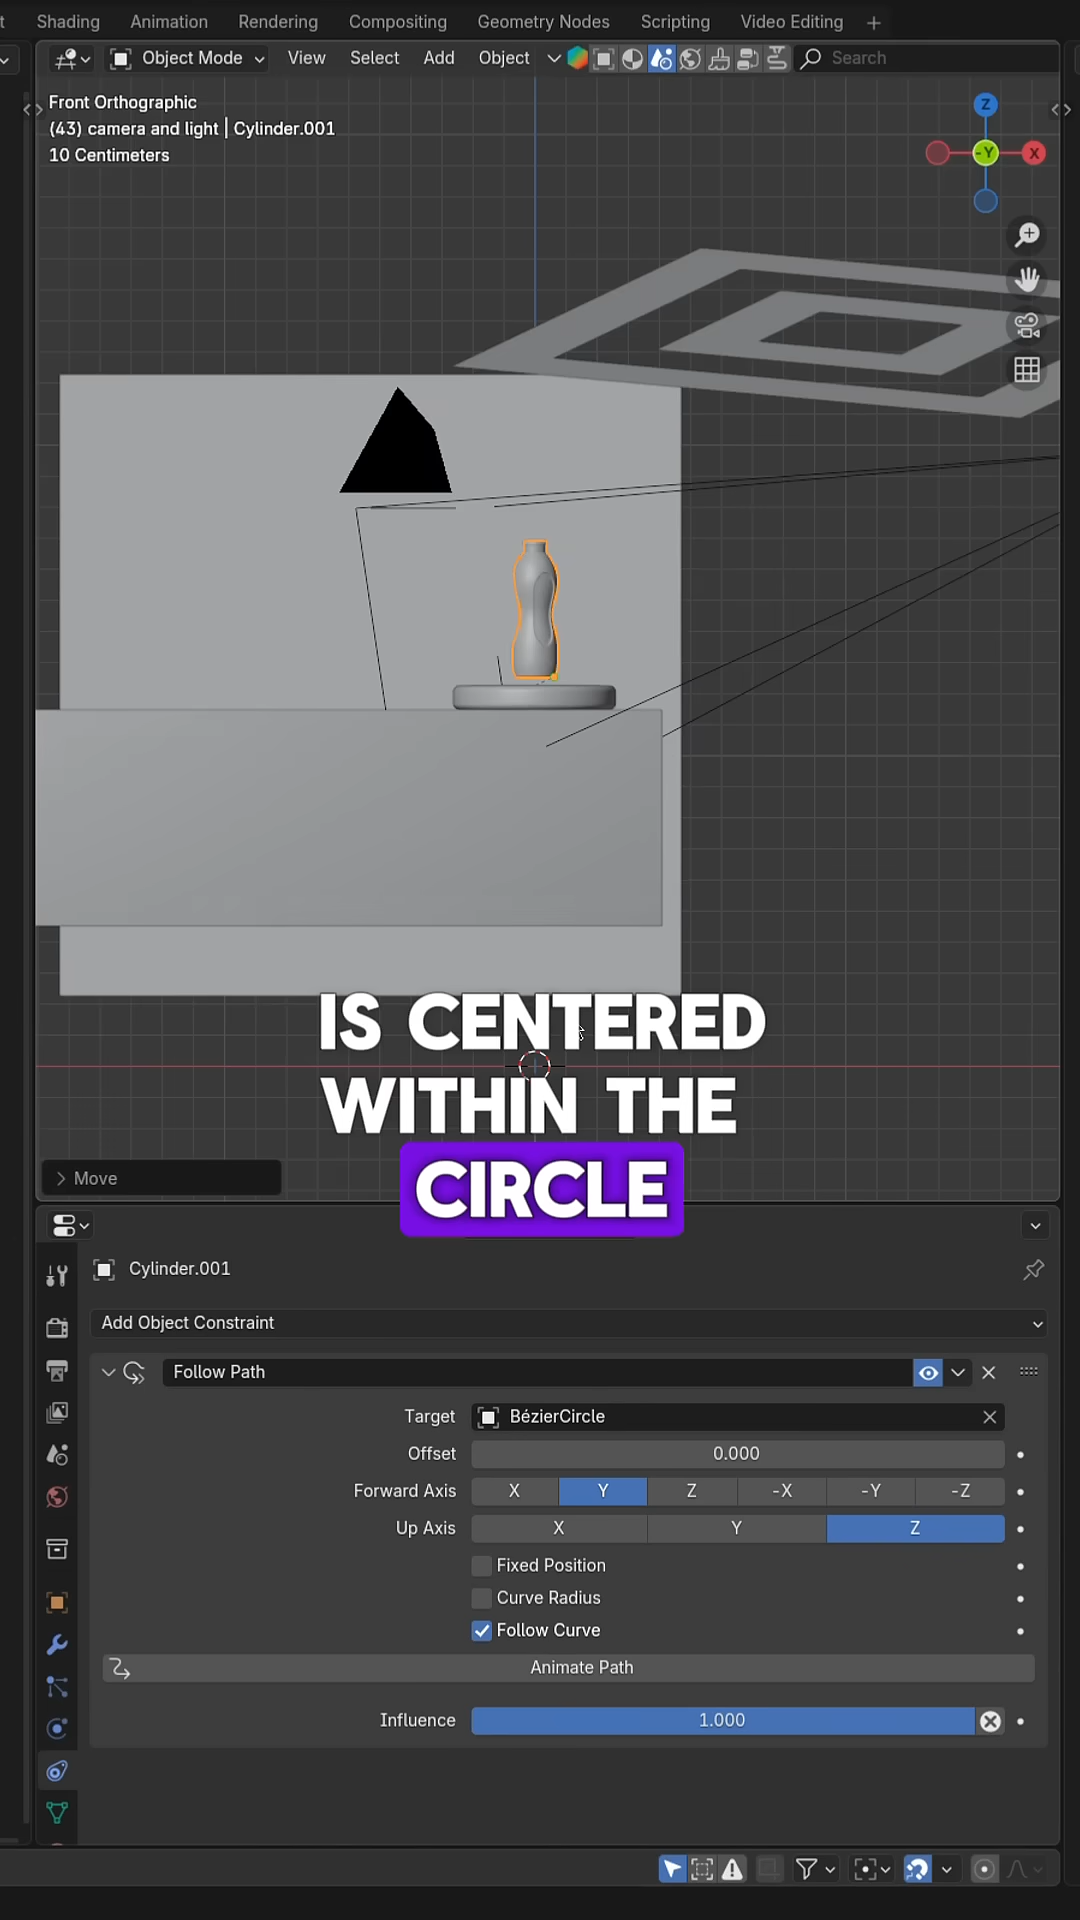 Shading Animation Rendering Compositing Geometry Nodes Scripting Video Editing +
Object Mode View Select Add Object Search
Front Orthographic
(43) camera and light | Cylinder.001
10 Centimeters
Z
-Y
X
IS CENTERED
WITHIN THE
CIRCLE
Move
Cylinder.001
Add Object Constraint
Follow Path
Target BézierCircle
Offset 0.000
Forward Axis X Y Z -X -Y -Z
Up Axis X Y Z
Fixed Position
Curve Radius
Follow Curve
Animate Path
Influence 1.000